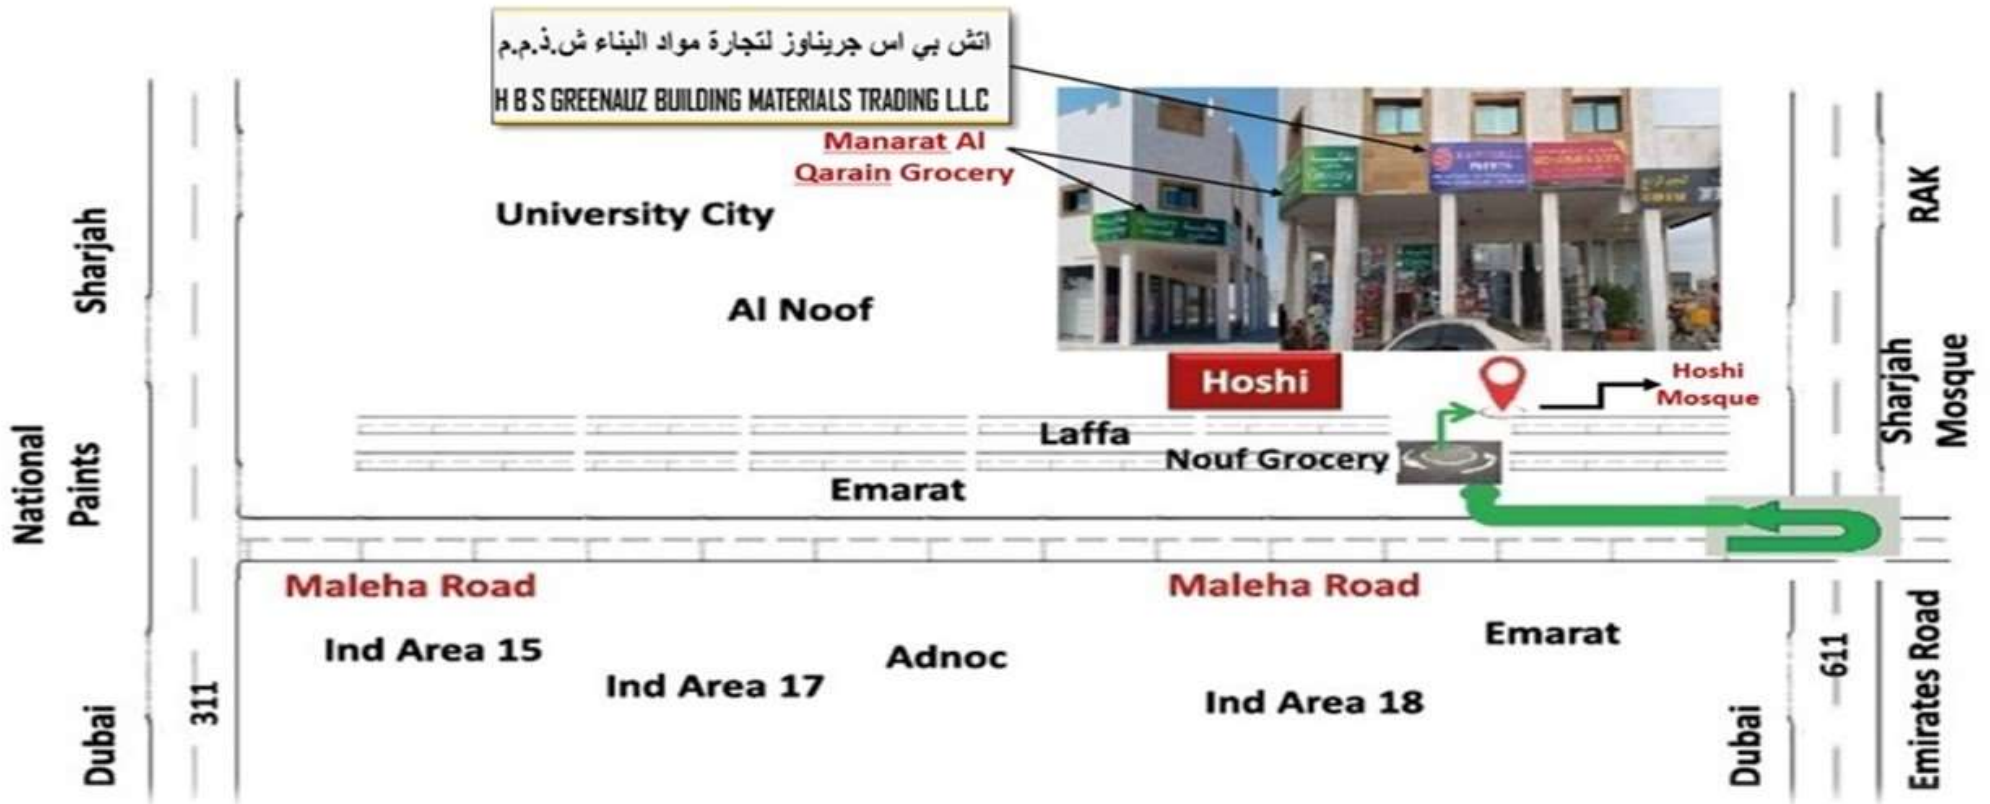 اتش بي اس جريناوز لتجارة مواد البناء ش.ذ.م.م
H B S GREENAUZ BUILDING MATERIALS TRADING L.L.C
Manarat Al
Qarain Grocery
University City
Al Noof
Sharjah
RAK
Hoshi
Hoshi
Mosque
Sharjah
Mosque
National
Paints
Laffa
Nouf Grocery
Emarat
Maleha Road
Maleha Road
Ind Area 15
Ind Area 17
Adnoc
Ind Area 18
Emarat
Dubai
311
Dubai
611
Emirates Road